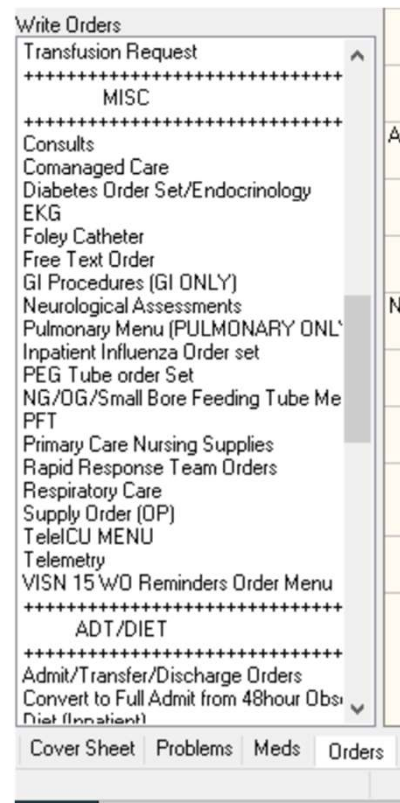 Write Orders
Transfusion Request
++++++++++++++++++++++++++++++++
MISC
++++++++++++++++++++++++++++++++
Consults
Comanaged Care
Diabetes Order Set/Endocrinology
EKG
Foley Catheter
Free Text Order
GI Procedures (GI ONLY)
Neurological Assessments
Pulmonary Menu (PULMONARY ONL
Inpatient Influenza Order set
PEG Tube order Set
NG/OG/Small Bore Feeding Tube Me
PFT
Primary Care Nursing Supplies
Rapid Response Team Orders
Respiratory Care
Supply Order (OP)
TeleICU MENU
Telemetry
VISN 15 WO Reminders Order Menu
++++++++++++++++++++++++++++++++
ADT/DIET
++++++++++++++++++++++++++++++++
Admit/Transfer/Discharge Orders
Convert to Full Admit from 48hour Obs
Diet (Inpatient)
Cover Sheet Problems Meds Orders
A
N